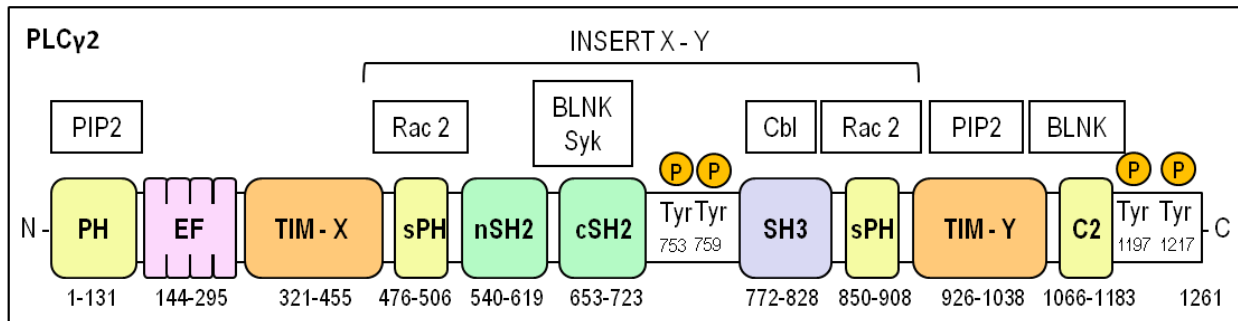 PLCγ2
INSERT X - Y
PIP2
Rac 2
BLNK
Syk
Cbl
Rac 2
PIP2
BLNK
P P P P
N - PH EF TIM - X sPH nSH2 cSH2 Tyr Tyr SH3 sPH TIM - Y C2 Tyr Tyr - C
753 759 1197 1217
1-131 144-295 321-455 476-506 540-619 653-723 772-828 850-908 926-1038 1066-1183 1261